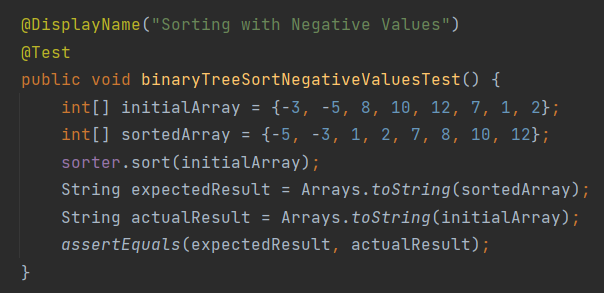 @DisplayName("Sorting with Negative Values")
@Test
public void binaryTreeSortNegativeValuesTest() {
    int[] initialArray = {-3, -5, 8, 10, 12, 7, 1, 2};
    int[] sortedArray = {-5, -3, 1, 2, 7, 8, 10, 12};
    sorter.sort(initialArray);
    String expectedResult = Arrays.toString(sortedArray);
    String actualResult = Arrays.toString(initialArray);
    assertEquals(expectedResult, actualResult);
}